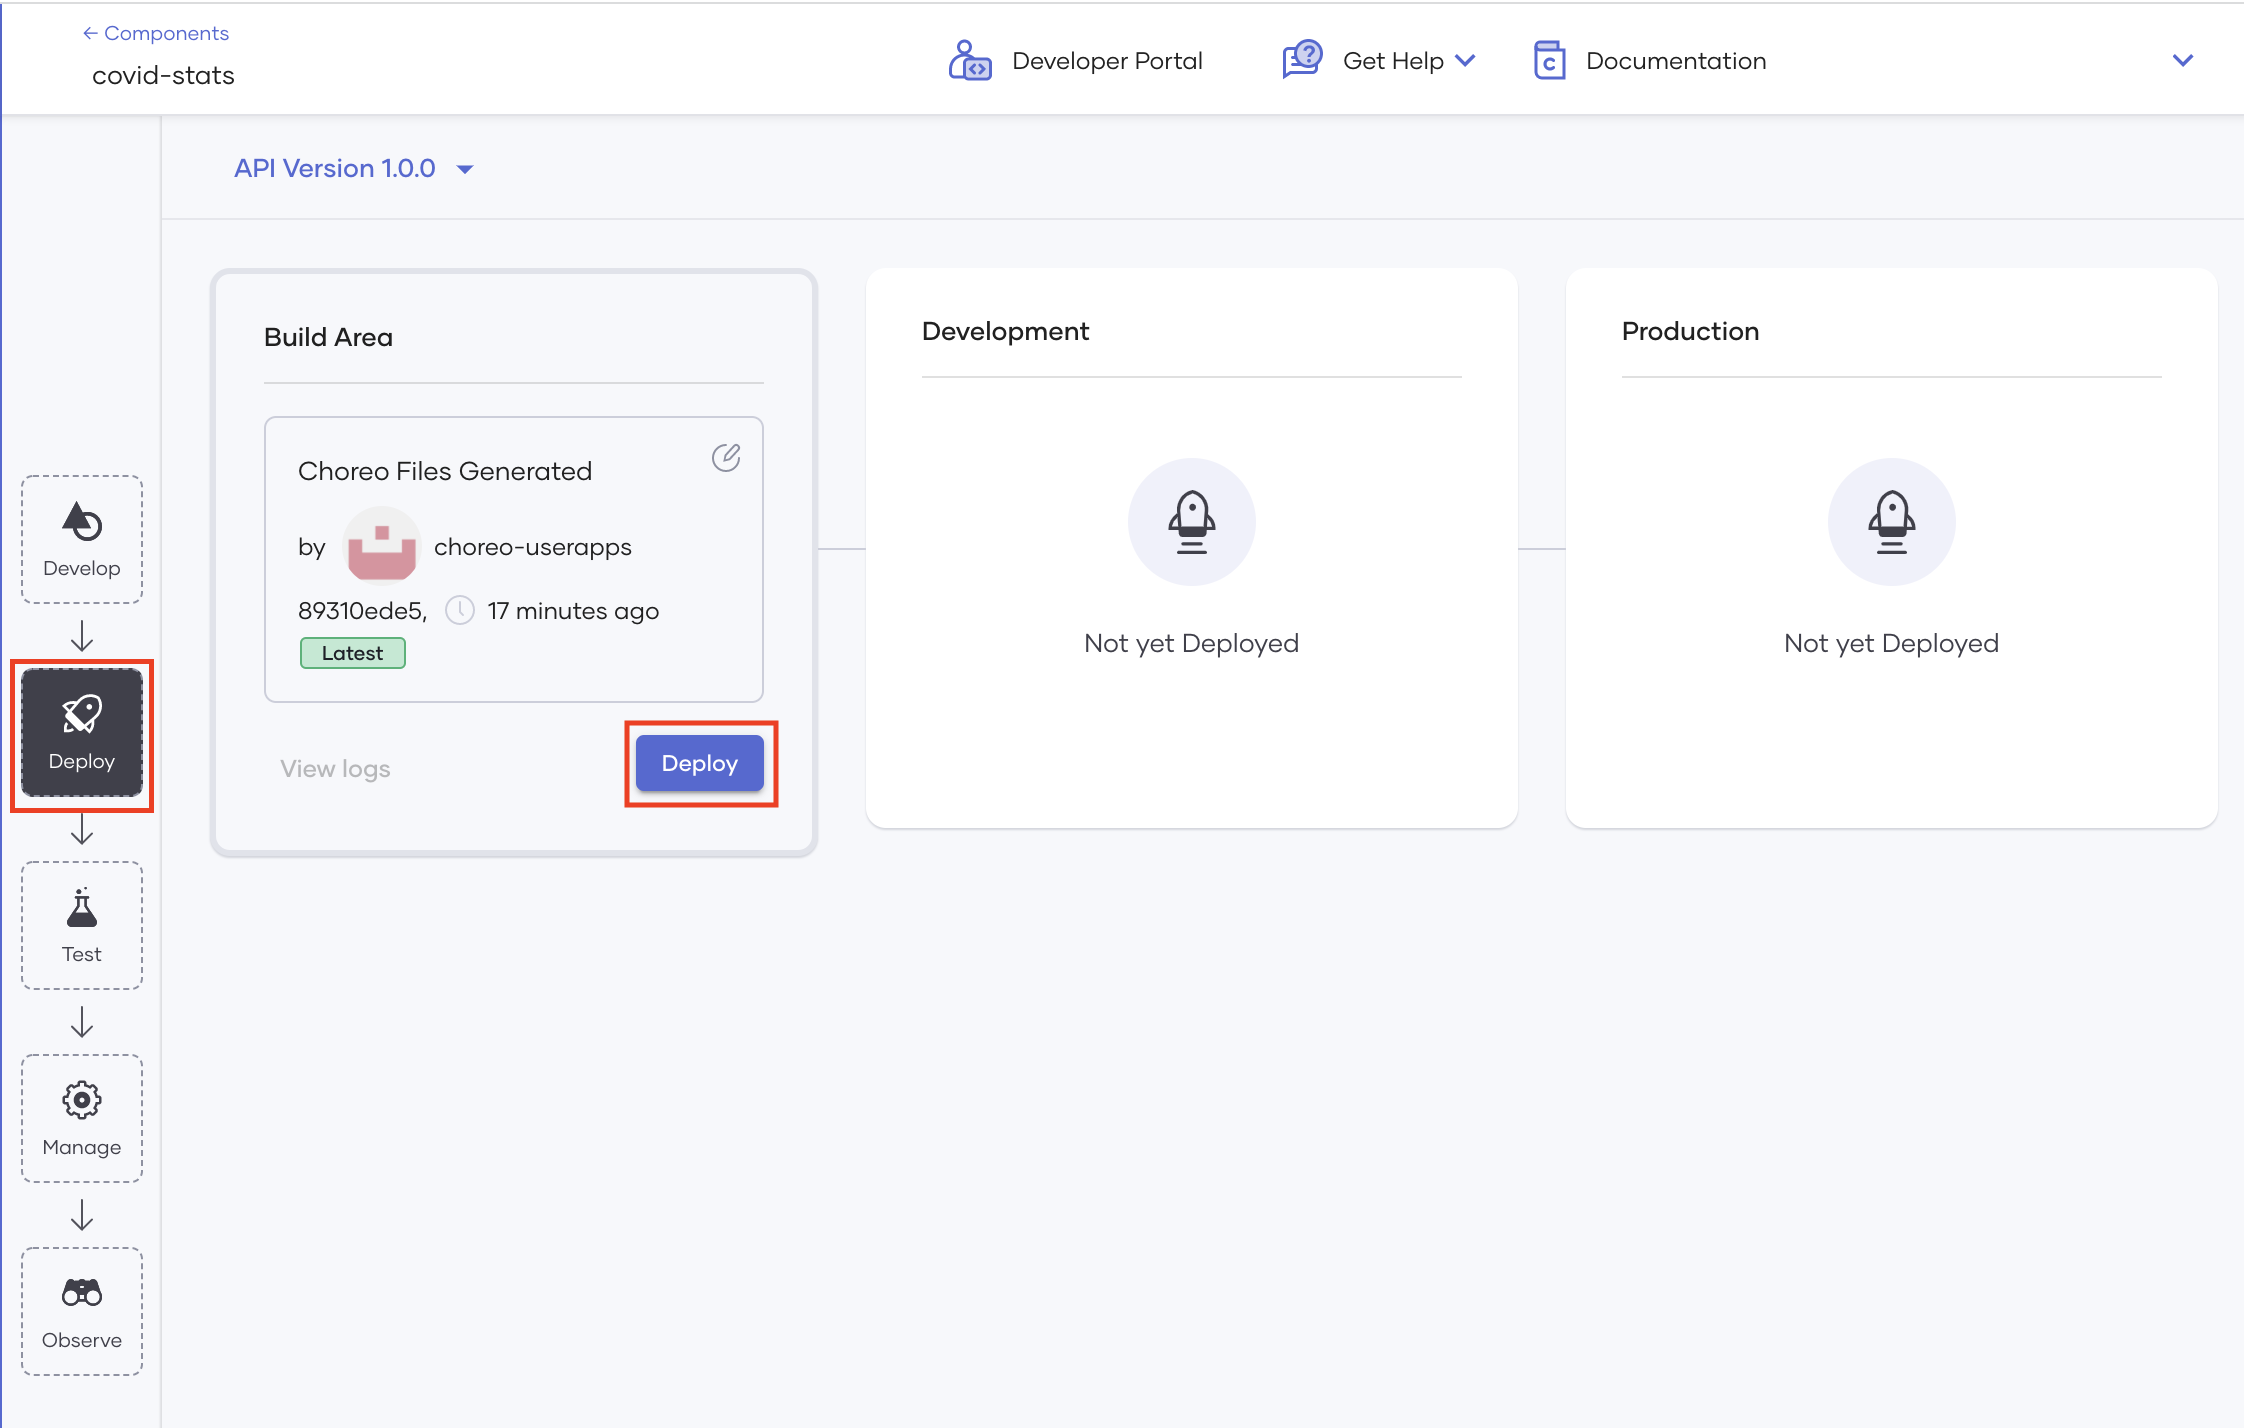 ← Components
covid-stats
Developer Portal
Get Help
Documentation
API Version 1.0.0
Build Area
Choreo Files Generated
by choreo-userapps
89310ede5, 17 minutes ago
Latest
View logs
Deploy
Development
Not yet Deployed
Production
Not yet Deployed
Develop
Deploy
Test
Manage
Observe